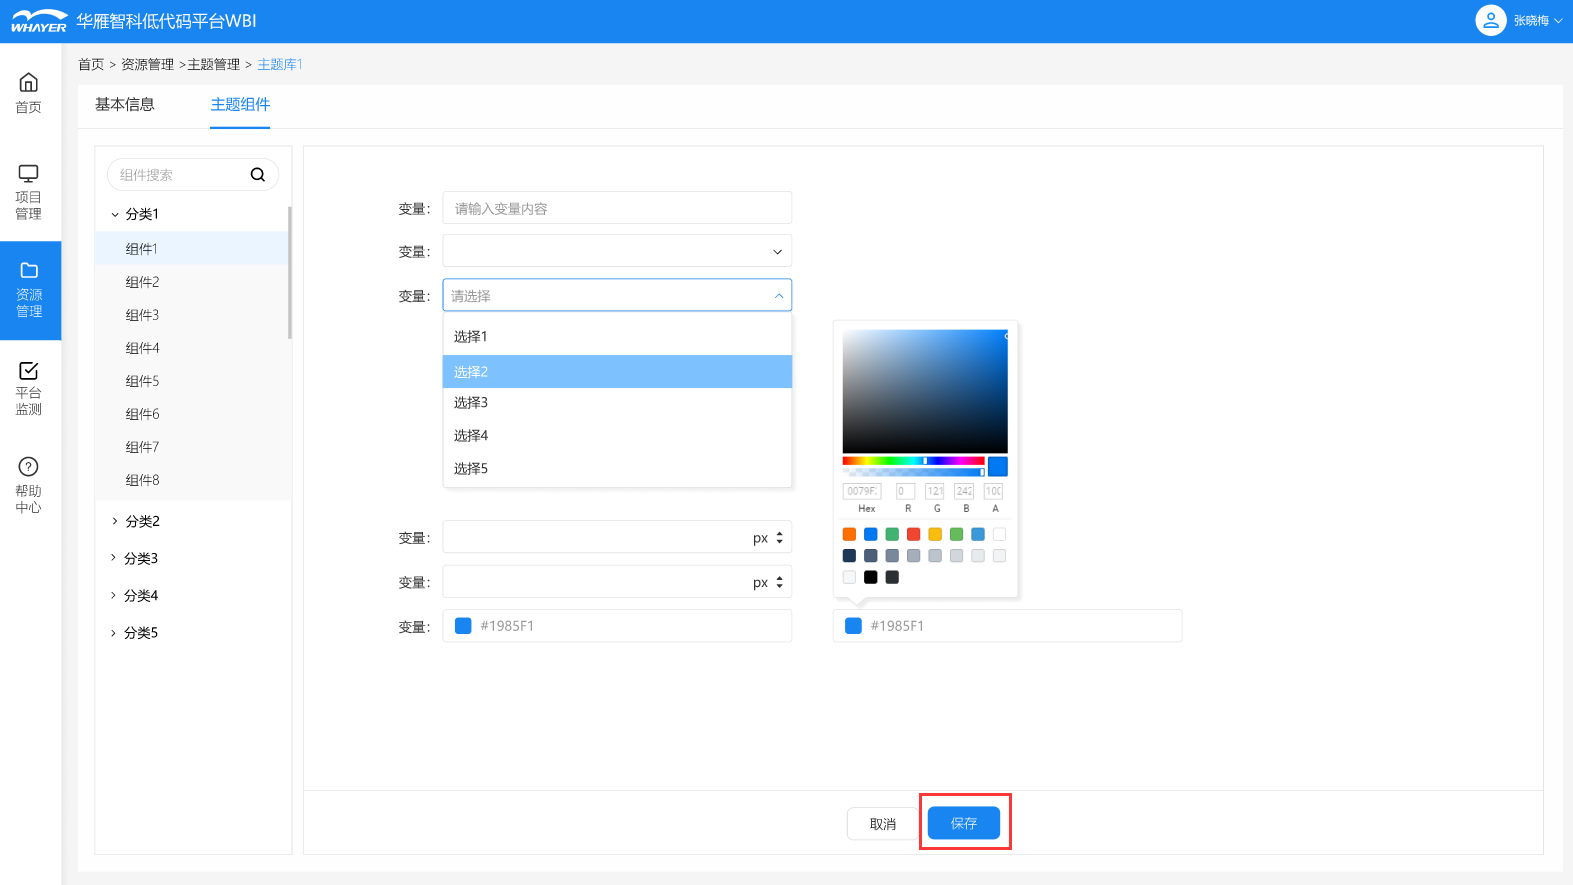 WHAYER 华雁智科低代码平台WBI
张晓梅
首页 > 资源管理 >主题管理 > 主题库1
首页
项目
管理
资源
管理
平台
监测
帮助
中心
基本信息
主题组件
组件搜索
分类1
组件1
组件2
组件3
组件4
组件5
组件6
组件7
组件8
分类2
分类3
分类4
分类5
变量： 请输入变量内容
变量：
变量： 请选择
选择1
选择2
选择3
选择4
选择5
变量： px
变量： px
变量： #1985F1
0079F 0 121 242 100
Hex R G B A
#1985F1
取消
保存